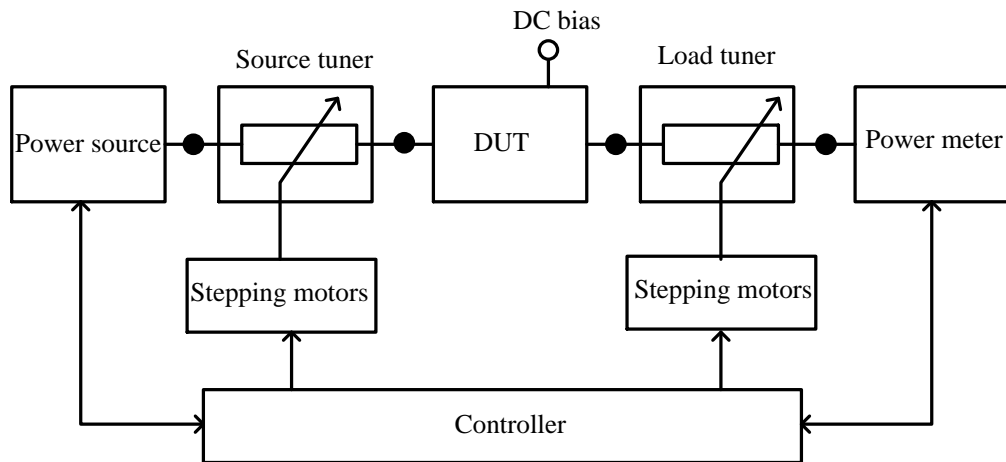 DC bias
Source tuner
Load tuner
Power source
DUT
Power meter
Stepping motors
Stepping motors
Controller